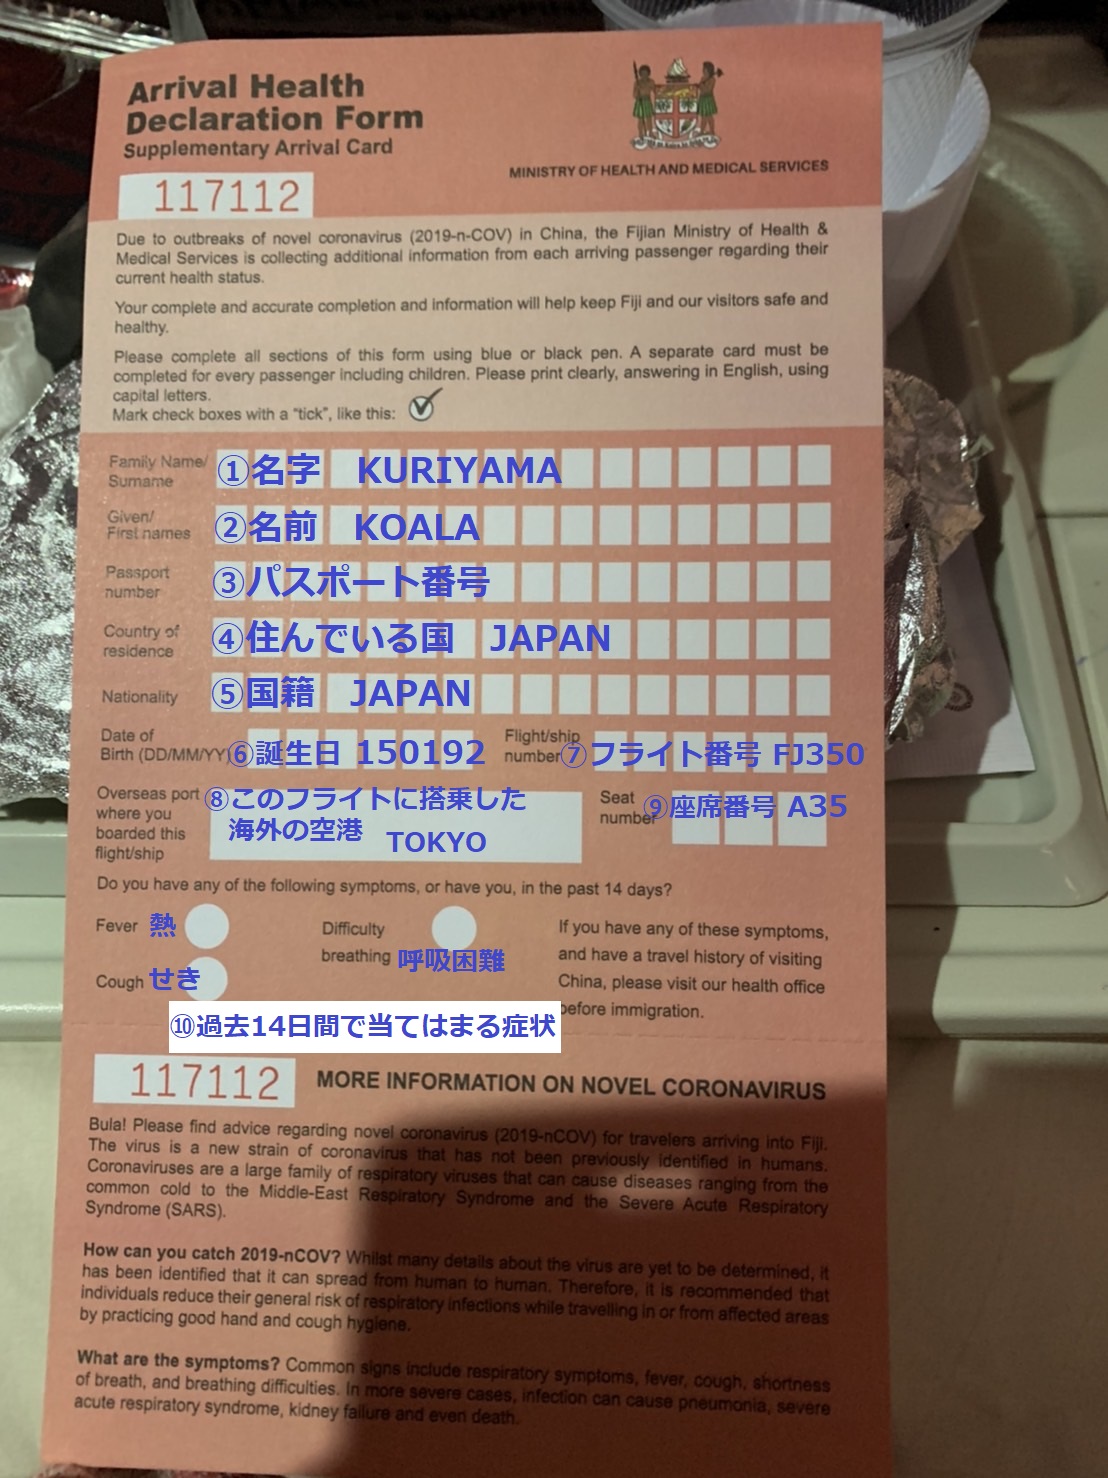 Arrival Health
Declaration Form
Supplementary Arrival Card
MINISTRY OF HEALTH AND MEDICAL SERVICES
117112
Due to outbreaks of novel coronavirus (2019-n-COV) in China, the Fijian Ministry of Health &
Medical Services is collecting additional information from each arriving passenger regarding their
current health status.
Your complete and accurate completion and information will help keep Fiji and our visitors safe and
healthy.
Please complete all sections of this form using blue or black pen. A separate card must be
completed for every passenger including children. Please print clearly, answering in English, using
capital letters.
Mark check boxes with a "tick", like this:
Family Name/
Surname
①名字 KURIYAMA
Given/
First names
②名前 KOALA
Passport
number
③パスポート番号
Country of
residence
④住んでいる国 JAPAN
Nationality
⑤国籍 JAPAN
Date of
Birth (DD/MM/YY)
⑥誕生日 150192
Flight/ship
number
⑦フライト番号 FJ350
Overseas port
where you
boarded this
flight/ship
⑧このフライトに搭乗した
海外の空港 TOKYO
Seat
number
⑨座席番号 A35
Do you have any of the following symptoms, or have you, in the past 14 days?
Fever 熱
Cough せき
Difficulty
breathing 呼吸困難
If you have any of these symptoms,
and have a travel history of visiting
China, please visit our health office
before immigration.
⑩過去14日間で当てはまる症状
117112
MORE INFORMATION ON NOVEL CORONAVIRUS
Bula! Please find advice regarding novel coronavirus (2019-nCOV) for travelers arriving into Fiji.
The virus is a new strain of coronavirus that has not been previously identified in humans.
Coronaviruses are a large family of respiratory viruses that can cause diseases ranging from the
common cold to the Middle-East Respiratory Syndrome and the Severe Acute Respiratory
Syndrome (SARS).
How can you catch 2019-nCOV? Whilst many details about the virus are yet to be determined, it
has been identified that it can spread from human to human. Therefore, it is recommended that
individuals reduce their general risk of respiratory infections while travelling in or from affected areas
by practicing good hand and cough hygiene.
What are the symptoms? Common signs include respiratory symptoms, fever, cough, shortness
of breath, and breathing difficulties. In more severe cases, infection can cause pneumonia, severe
acute respiratory syndrome, kidney failure and even death.